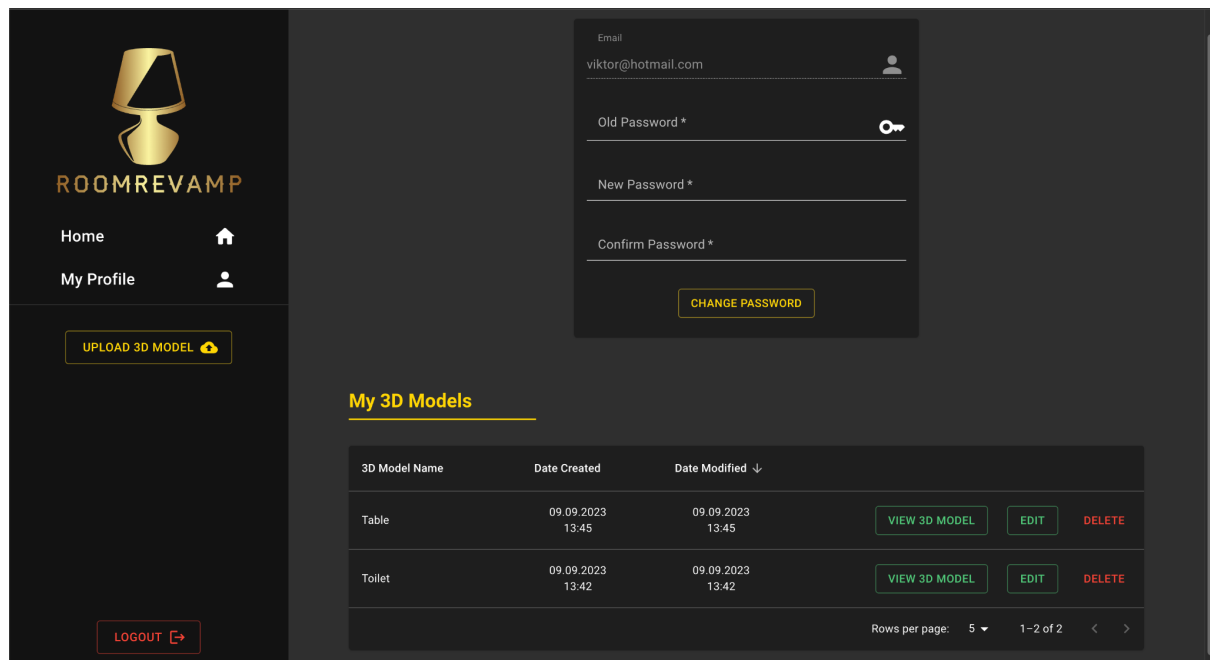 ROOMREVAMP
Home
My Profile
UPLOAD 3D MODEL
LOGOUT
Email
viktor@hotmail.com
Old Password *
New Password *
Confirm Password *
CHANGE PASSWORD
My 3D Models
3D Model Name Date Created Date Modified
Table 09.09.2023 13:45 09.09.2023 13:45 VIEW 3D MODEL EDIT DELETE
Toilet 09.09.2023 13:42 09.09.2023 13:42 VIEW 3D MODEL EDIT DELETE
Rows per page: 5 1–2 of 2